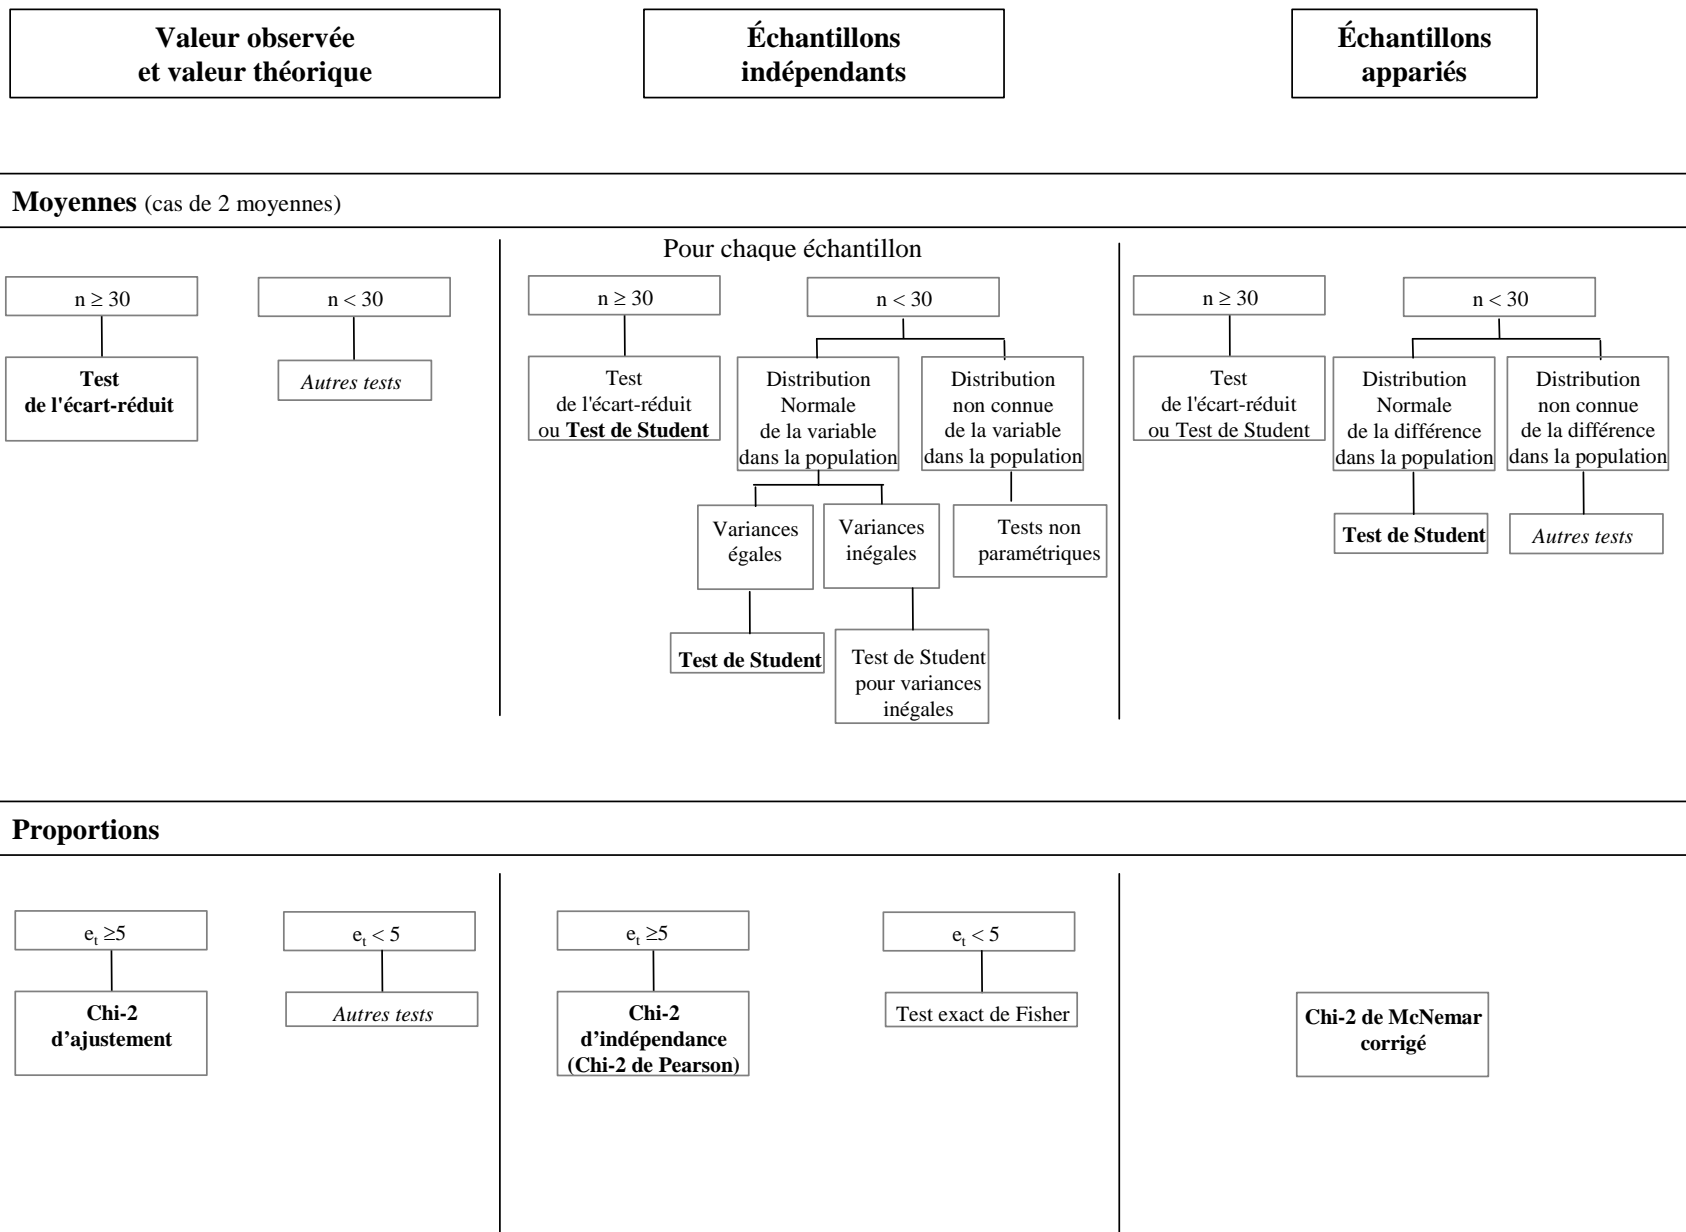 Valeur observée
et valeur théorique
Échantillons
indépendants
Échantillons
appariés
Moyennes (cas de 2 moyennes)
n ≥ 30
Test
de l'écart-réduit
n < 30
Autres tests
Pour chaque échantillon
n ≥ 30
Test
de l'écart-réduit
ou Test de Student
n < 30
Distribution
Normale
de la variable
dans la population
Distribution
non connue
de la variable
dans la population
Variances
égales
Variances
inégales
Tests non
paramétriques
Test de Student
Test de Student
pour variances
inégales
n ≥ 30
Test
de l'écart-réduit
ou Test de Student
n < 30
Distribution
Normale
de la différence
dans la population
Distribution
non connue
de la différence
dans la population
Test de Student
Autres tests
Proportions
et ≥5
Chi-2
d’ajustement
et < 5
Autres tests
et ≥5
Chi-2
d’indépendance
(Chi-2 de Pearson)
et < 5
Test exact de Fisher
Chi-2 de McNemar
corrigé